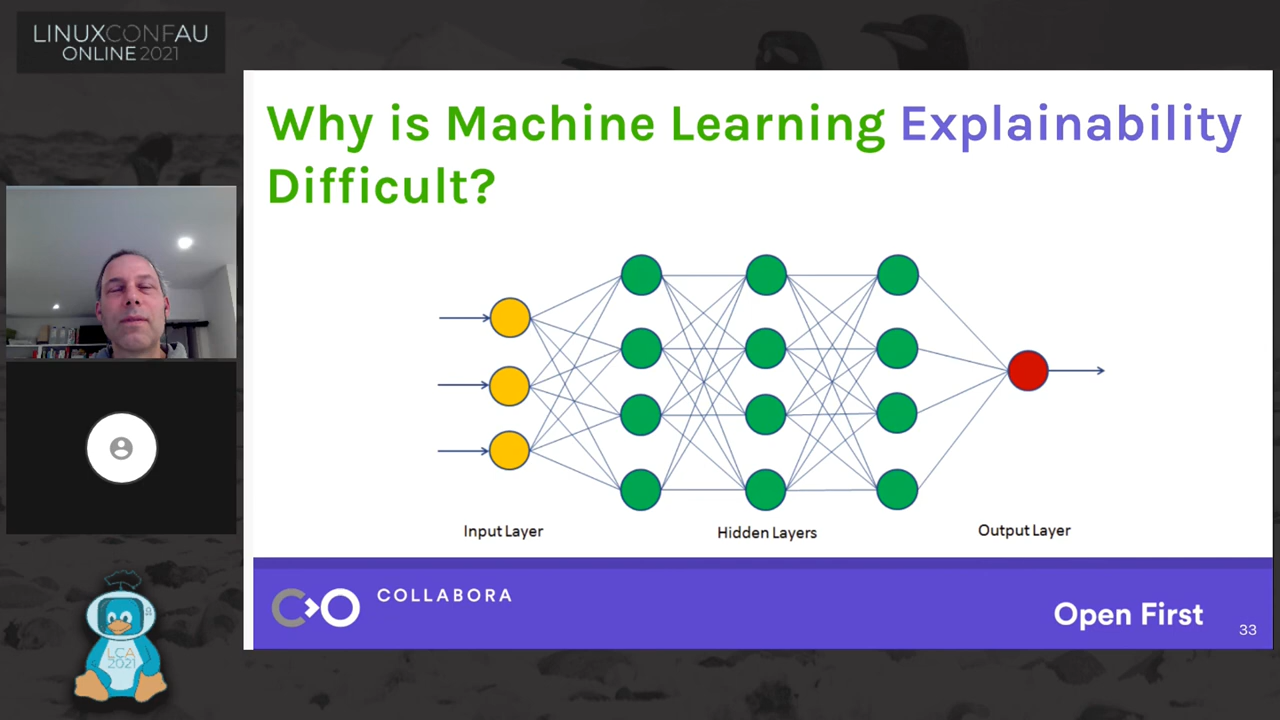 LINUXCONFAU
ONLINE 2021
Why is Machine Learning Explainability
Difficult?
Input Layer
Hidden Layers
Output Layer
COLLABORA
Open First
33
LCA
2021